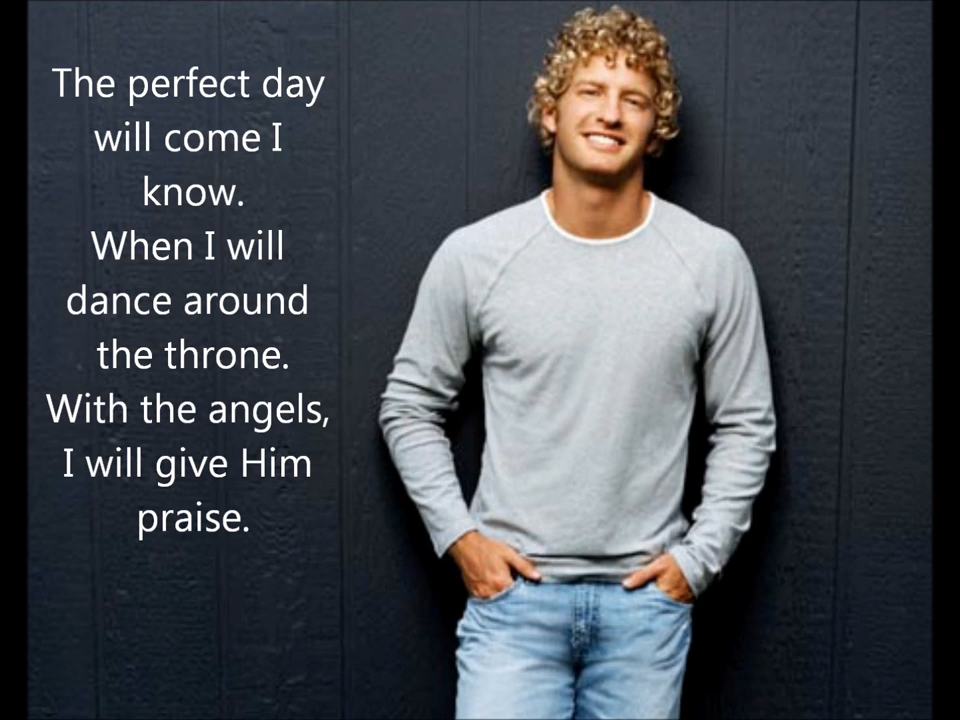 The perfect day
will come I
know.
When I will
dance around
the throne.
With the angels,
I will give Him
praise.